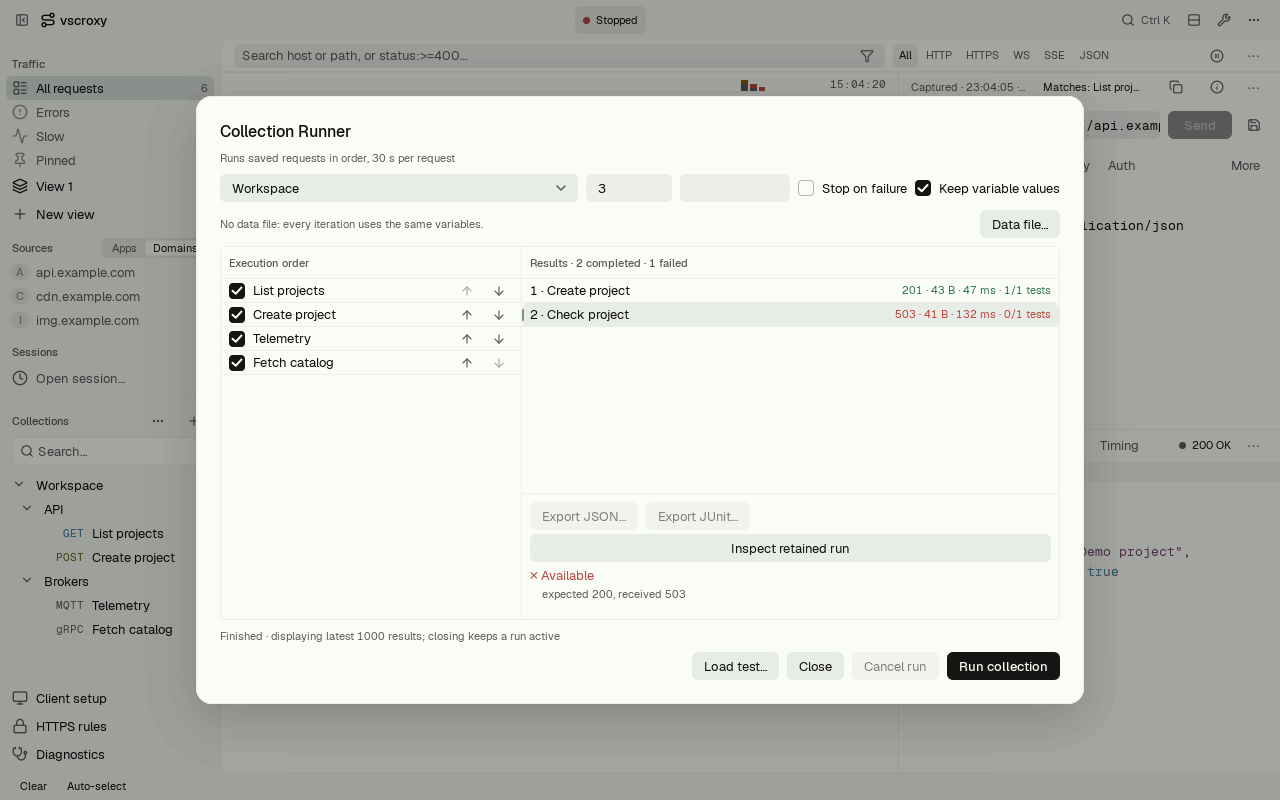 vscroxy
Stopped
Ctrl K
Traffic
Search host or path, or status:>=400...
All
HTTP
HTTPS
WS
SSE
JSON
All requests
6
15:04:20
Captured · 23:04:05 ·...
Matches: List proj...
Errors
Slow
Pinned
View 1
New view
/api.examp
Send
Auth
More
Sources
Apps
Domains
api.example.com
cdn.example.com
img.example.com
Sessions
Open session...
Collections
Search...
Workspace
API
GET List projects
POST Create project
Brokers
MQTT Telemetry
gRPC Fetch catalog
Client setup
HTTPS rules
Diagnostics
Clear
Auto-select
Collection Runner
Runs saved requests in order, 30 s per request
Workspace
3
Stop on failure
Keep variable values
No data file: every iteration uses the same variables.
Data file...
Execution order
Results · 2 completed · 1 failed
List projects
1 · Create project
201 · 43 B · 47 ms · 1/1 tests
Create project
2 · Check project
503 · 41 B · 132 ms · 0/1 tests
Telemetry
Fetch catalog
Export JSON...
Export JUnit...
Inspect retained run
× Available
expected 200, received 503
Finished · displaying latest 1000 results; closing keeps a run active
Load test...
Close
Cancel run
Run collection
lication/json
Timing
200 OK
Demo project",
true